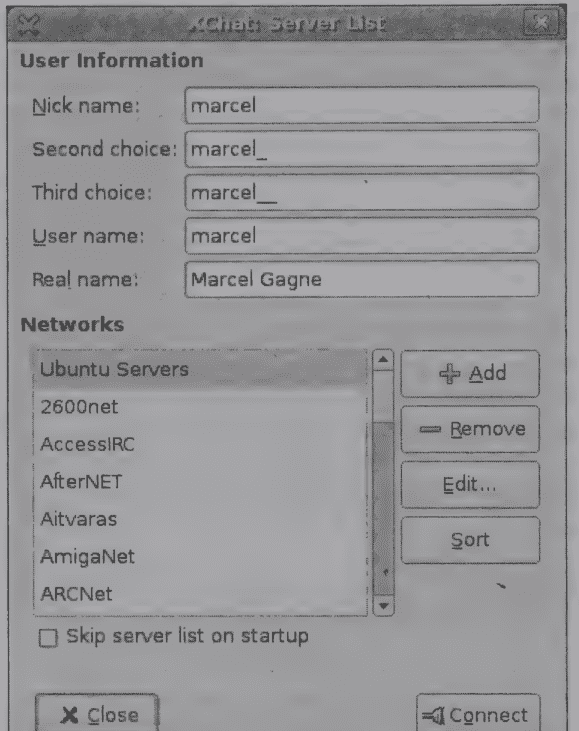 XChat: Server List
User Information
Nick name: marcel
Second choice: marcel_
Third choice: marcel__
User name: marcel
Real name: Marcel Gagne
Networks
Ubuntu Servers
2600net
AccessIRC
AfterNET
Aitvaras
AmigaNet
ARCNet
Add
Remove
Edit...
Sort
Skip server list on startup
Close
Connect